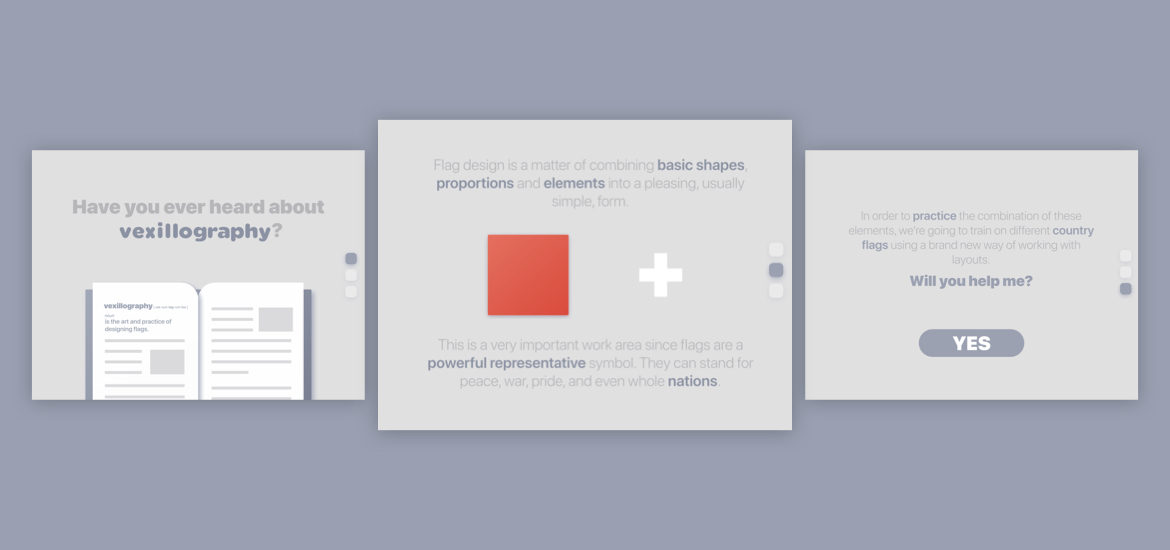 Have you ever heard about
vexillography?
vexillography
noun
is the art and practice of
designing flags.
Flag design is a matter of combining basic shapes,
proportions and elements into a pleasing, usually
simple, form.
This is a very important work area since flags are a
powerful representative symbol. They can stand for
peace, war, pride, and even whole nations.
In order to practice the combination of these
elements, we're going to train on different country
flags using a brand new way of working with
layouts.
Will you help me?
YES